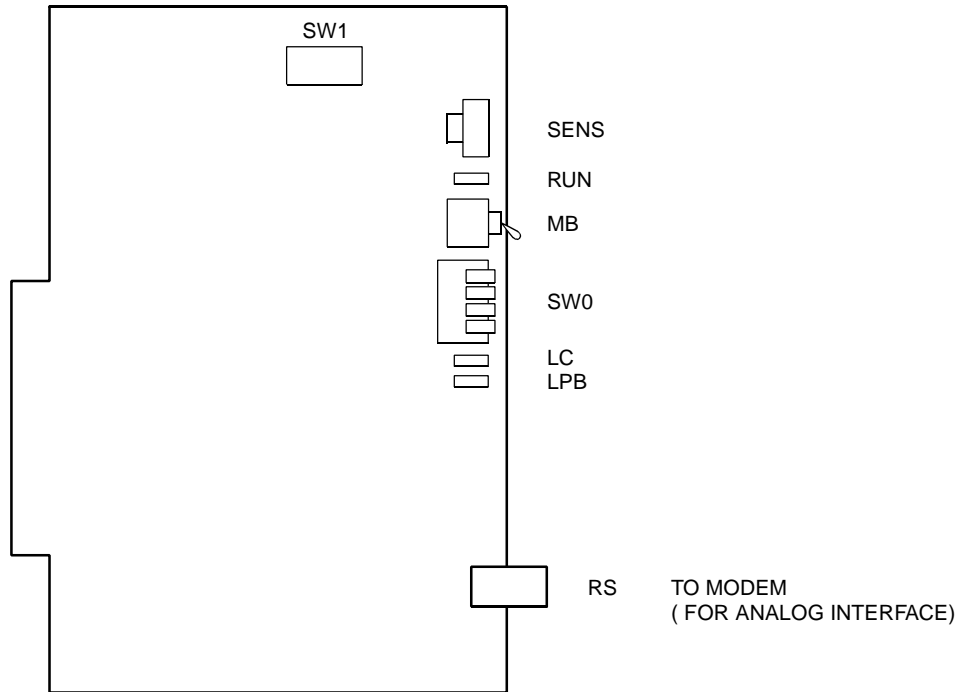 SW1
SENS
RUN
MB
SW0
LC
LPB
RS TO MODEM
( FOR ANALOG INTERFACE)